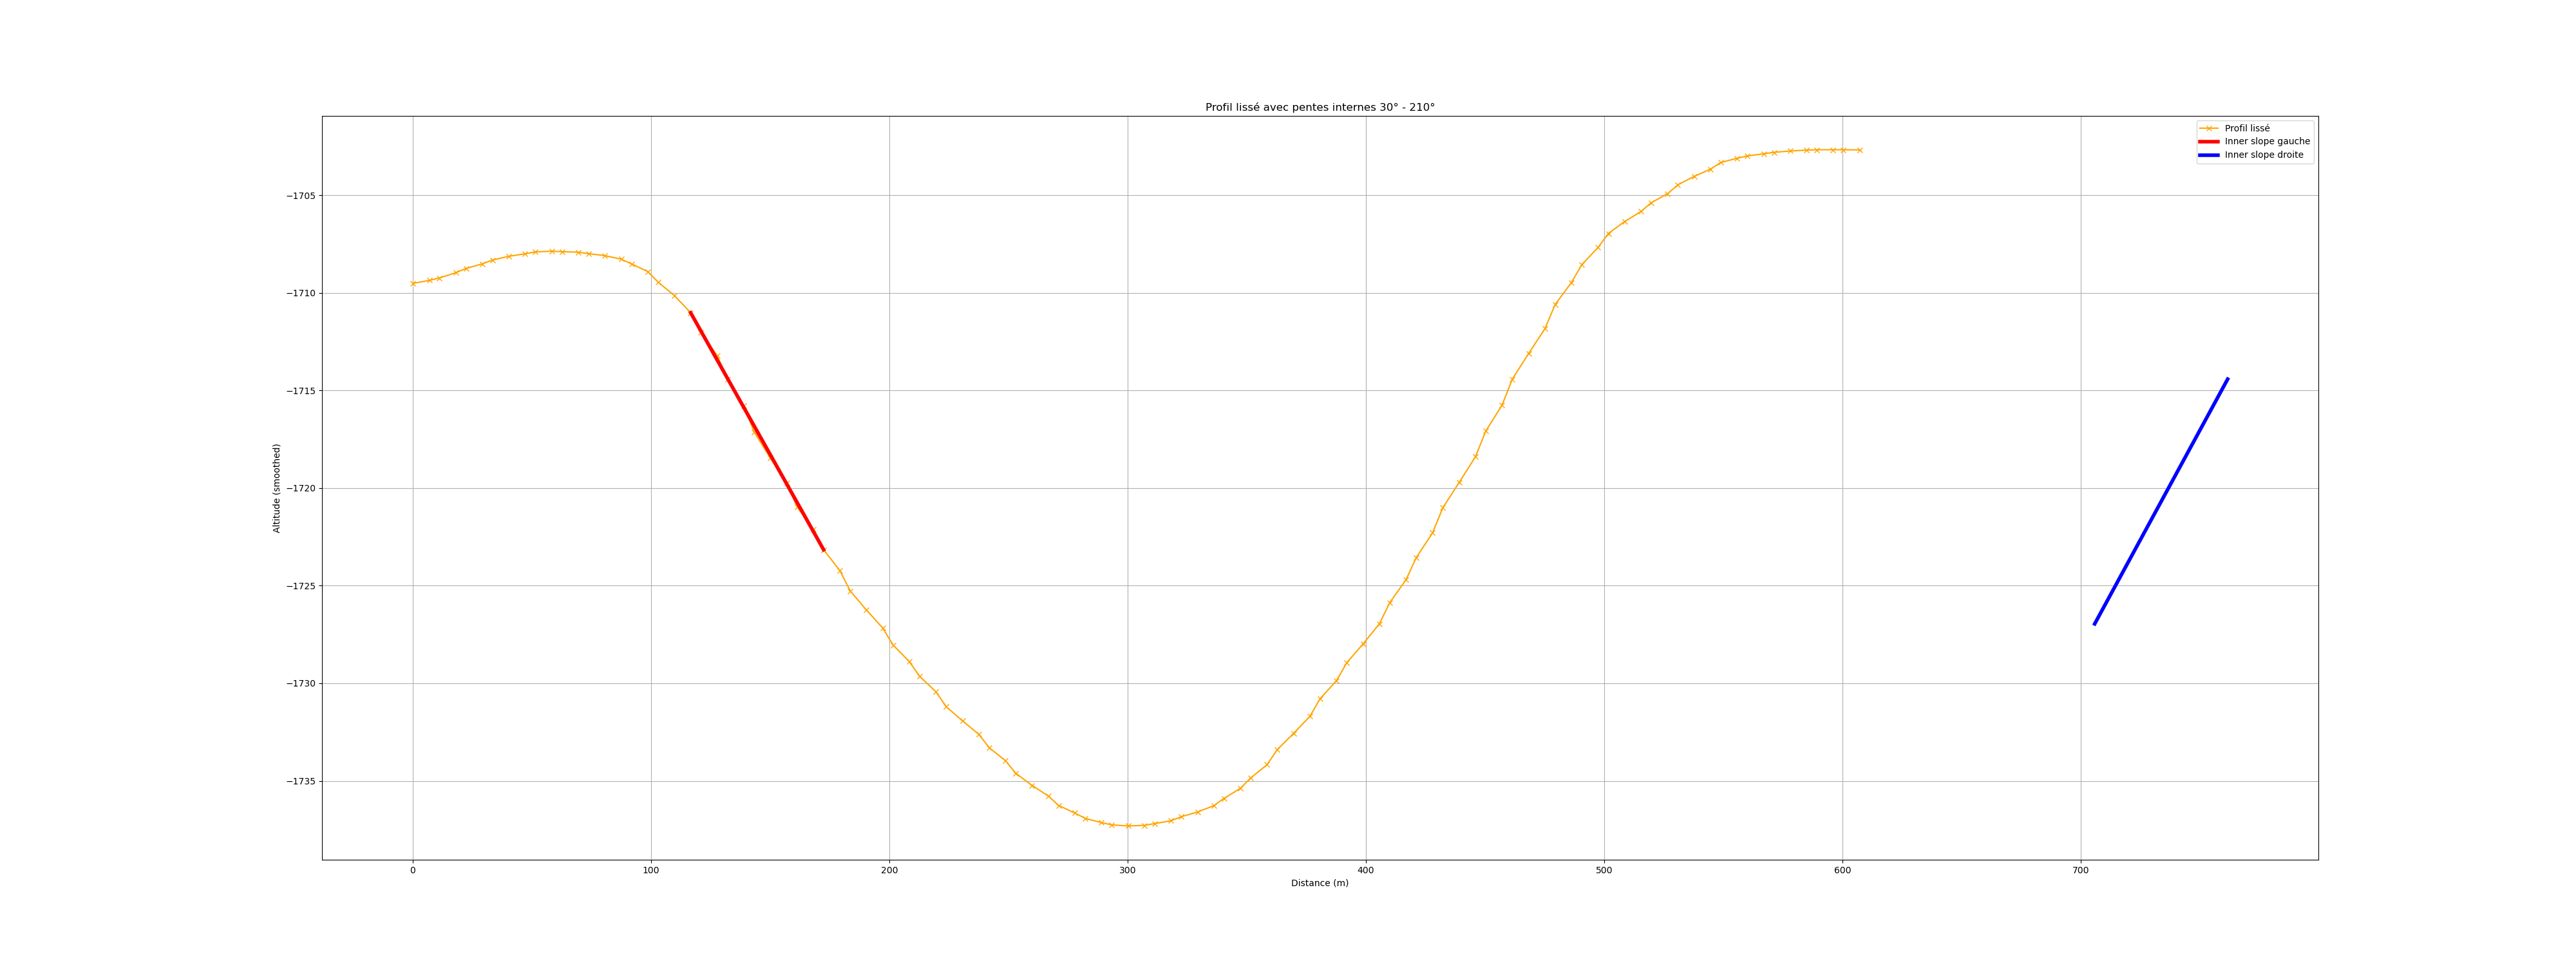 Profil lissé avec pentes internes 30° - 210°
Profil lissé
Inner slope gauche
Inner slope droite
Altitude (smoothed)
−1705
−1710
−1715
−1720
−1725
−1730
−1735
0 100 200 300 400 500 600 700
Distance (m)